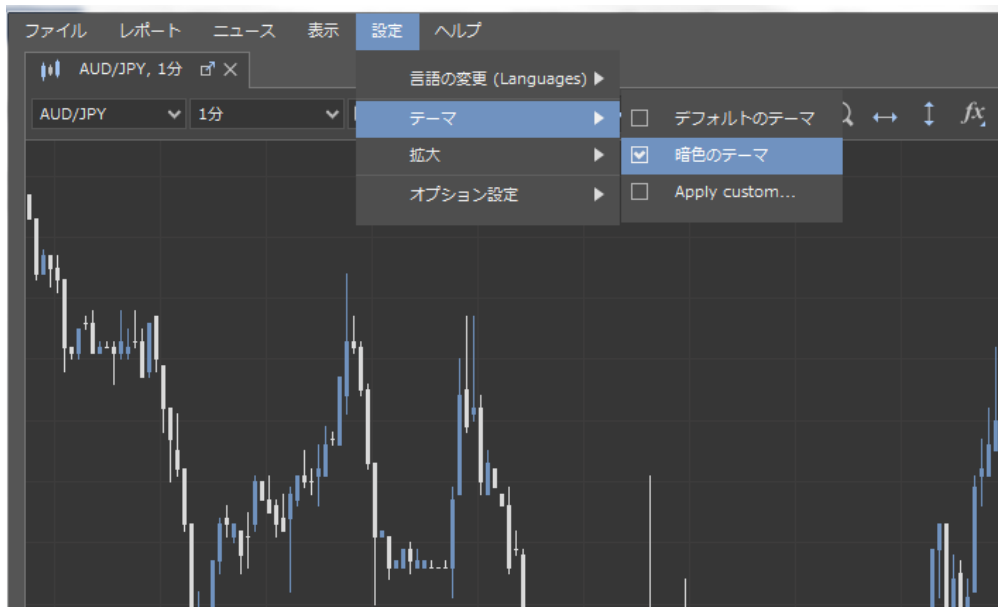 ファイル レポート ニュース 表示 設定 ヘルプ
AUD/JPY, 1分
言語の変更 (Languages)
AUD/JPY 1分
テーマ
デフォルトのテーマ
fx
拡大
暗色のテーマ
オプション設定
Apply custom...